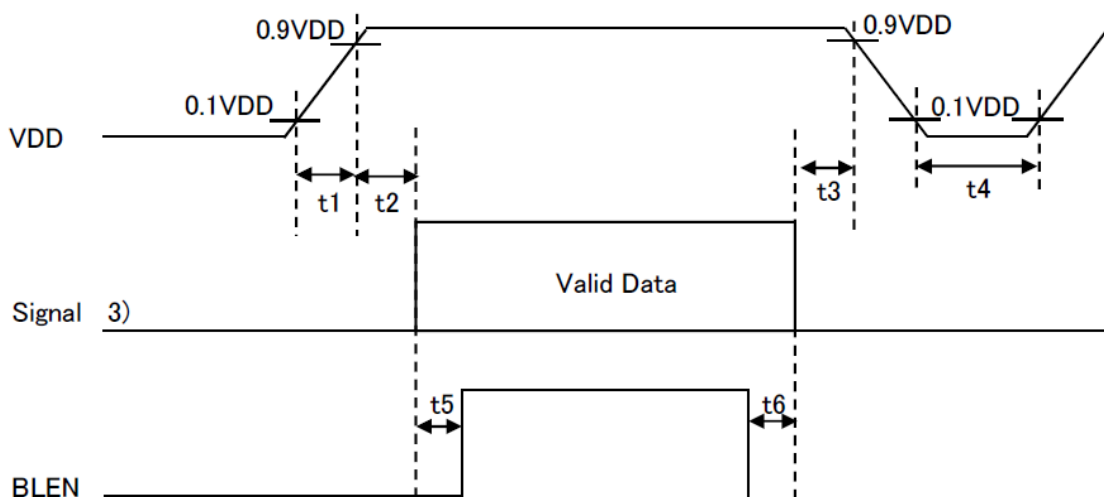 0.9VDD
0.9VDD
0.1VDD
0.1VDD
VDD
t1
t2
t3
t4
Valid Data
Signal 3)
t5
t6
BLEN